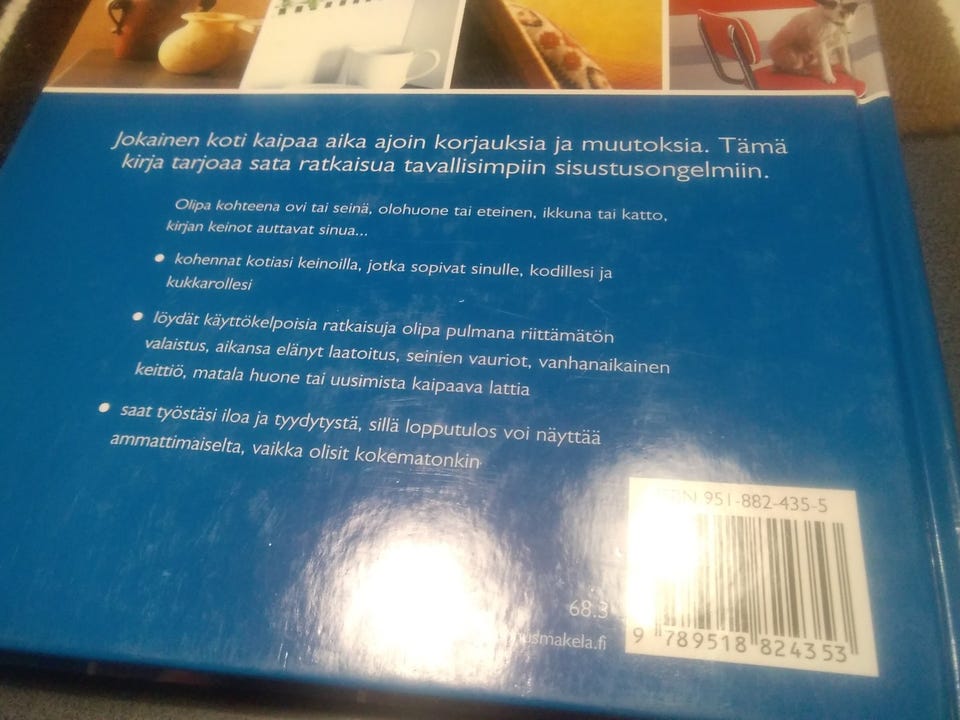 Jokainen koti kaipaa aika ajoin korjauksia ja muutoksia. Tämä
kirja tarjoaa sata ratkaisua tavallisimpiin sisustusongelmiin.
Olipa kohteena ovi tai seinä, olohuone tai eteinen, ikkuna tai katto,
kirjan keinot auttavat sinua...
• kohennat kotiasi keinoilla, jotka sopivat sinulle, kodillesi ja
kukkarollesi
• löydät käyttökelpoisia ratkaisuja olipa pulmana riittämätön
valaistus, aikansa elänyt laatoitus, seinien vauriot, vanhanaikainen
keittiö, matala huone tai uusimista kaipaava lattia
• saat työstäsi iloa ja tyydytystä, sillä lopputulos voi näyttää
ammattimaiselta, vaikka olisit kokematonkin
ISBN 951-882-435-5
68.3
9 789518 824353